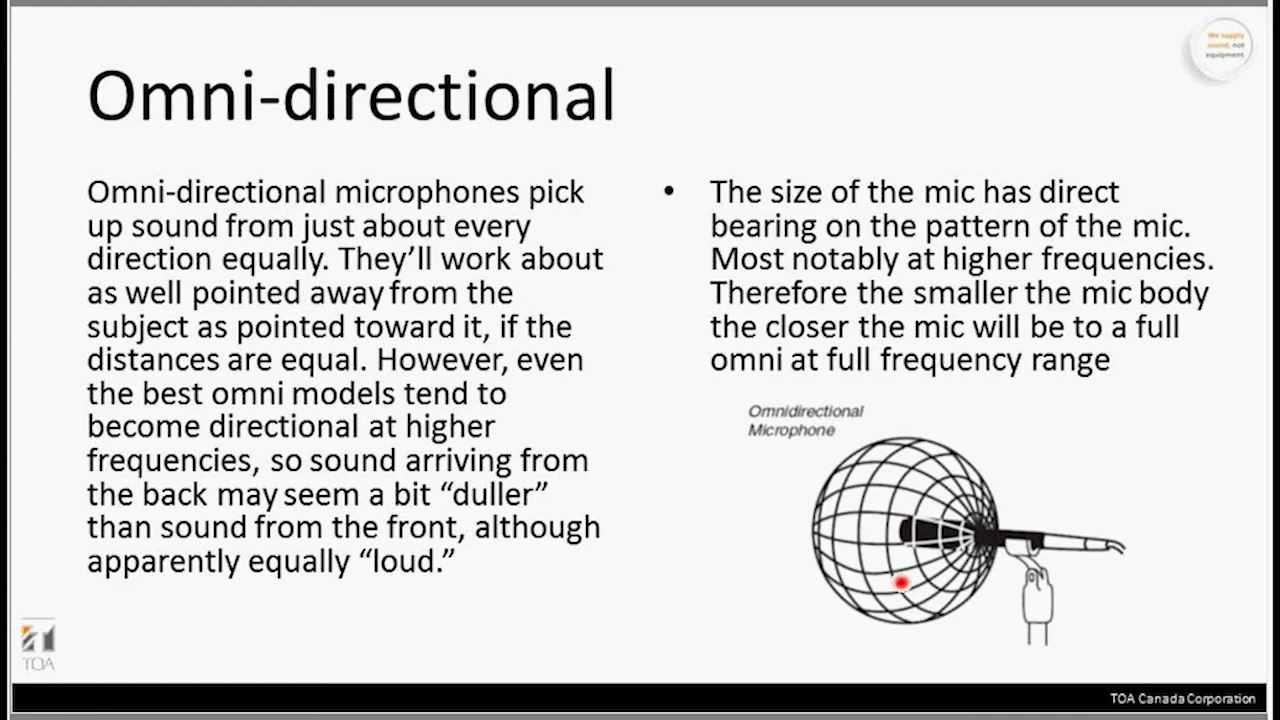 We supply
sound, not
equipment.
Omni-directional
Omni-directional microphones pick
up sound from just about every
direction equally. They’ll work about
as well pointed away from the
subject as pointed toward it, if the
distances are equal. However, even
the best omni models tend to
become directional at higher
frequencies, so sound arriving from
the back may seem a bit “duller”
than sound from the front, although
apparently equally “loud.”
• The size of the mic has direct
bearing on the pattern of the mic.
Most notably at higher frequencies.
Therefore the smaller the mic body
the closer the mic will be to a full
omni at full frequency range
Omnidirectional
Microphone
TOA
TOA Canada Corporation